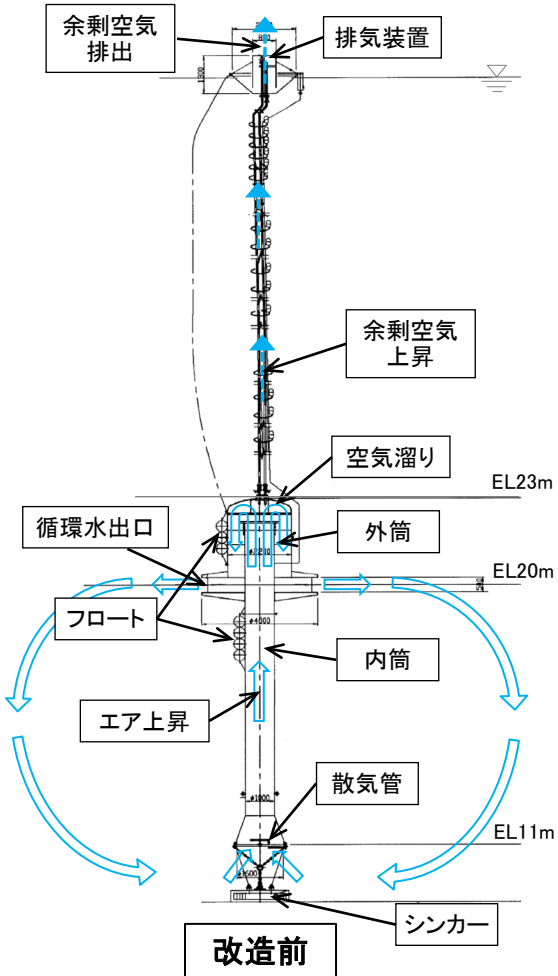 余剰空気
排出
排気装置
1300
余剰空気
上昇
空気溜り
EL23m
循環水出口
外筒
EL20m
フロート
φ4000
内筒
エア上昇
散気管
EL11m
シンカー
改造前